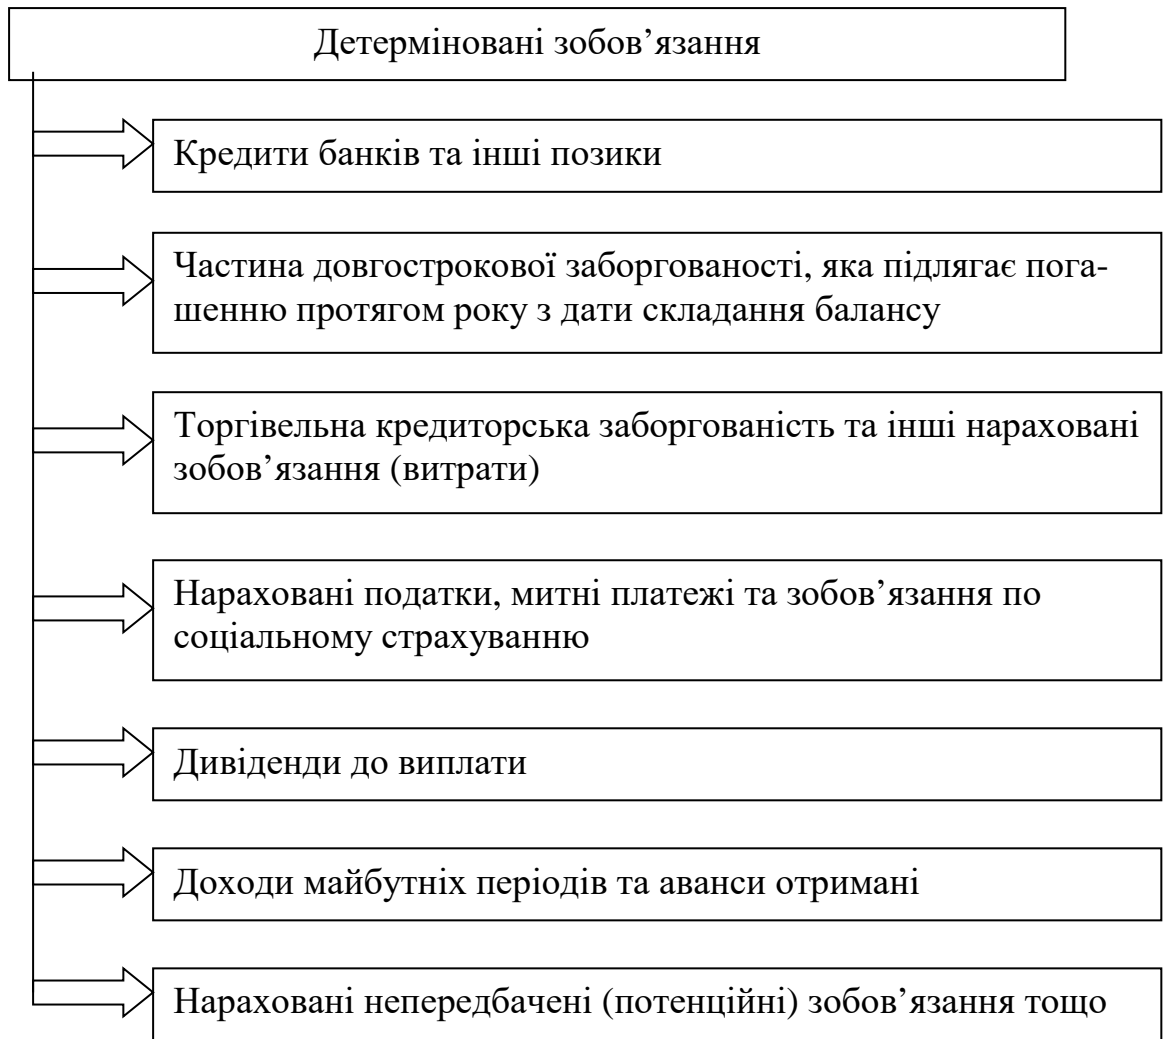 Детерміновані зобов’язання
Кредити банків та інші позики
Частина довгострокової заборгованості, яка підлягає пога-
шенню протягом року з дати складання балансу
Торгівельна кредиторська заборгованість та інші нараховані
зобов’язання (витрати)
Нараховані податки, митні платежі та зобов’язання по
соціальному страхуванню
Дивіденди до виплати
Доходи майбутніх періодів та аванси отримані
Нараховані непередбачені (потенційні) зобов’язання тощо